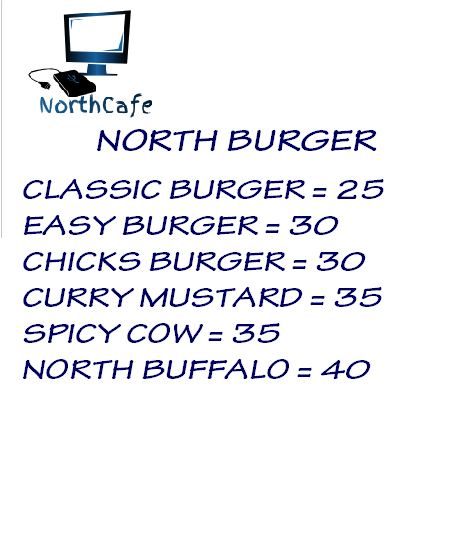 NorthCafe
NORTH BURGER
CLASSIC BURGER = 25
EASY BURGER = 30
CHICKS BURGER = 30
CURRY MUSTARD = 35
SPICY COW = 35
NORTH BUFFALO = 40